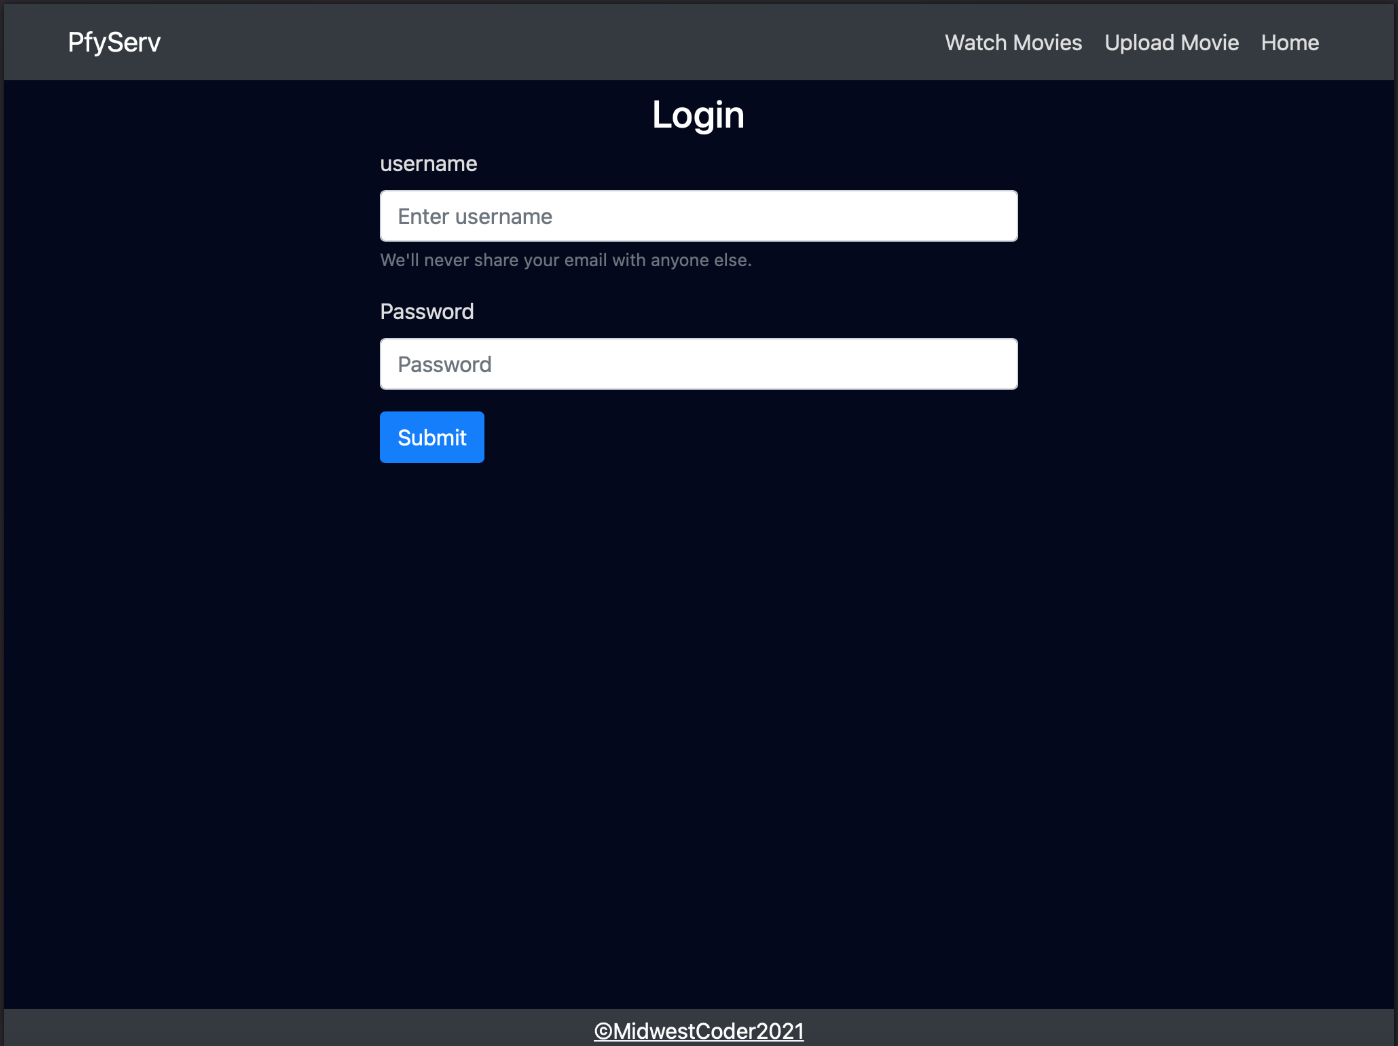 PfyServ Watch Movies Upload Movie Home
Login
username
Enter username
We'll never share your email with anyone else.
Password
Password
Submit
©MidwestCoder2021